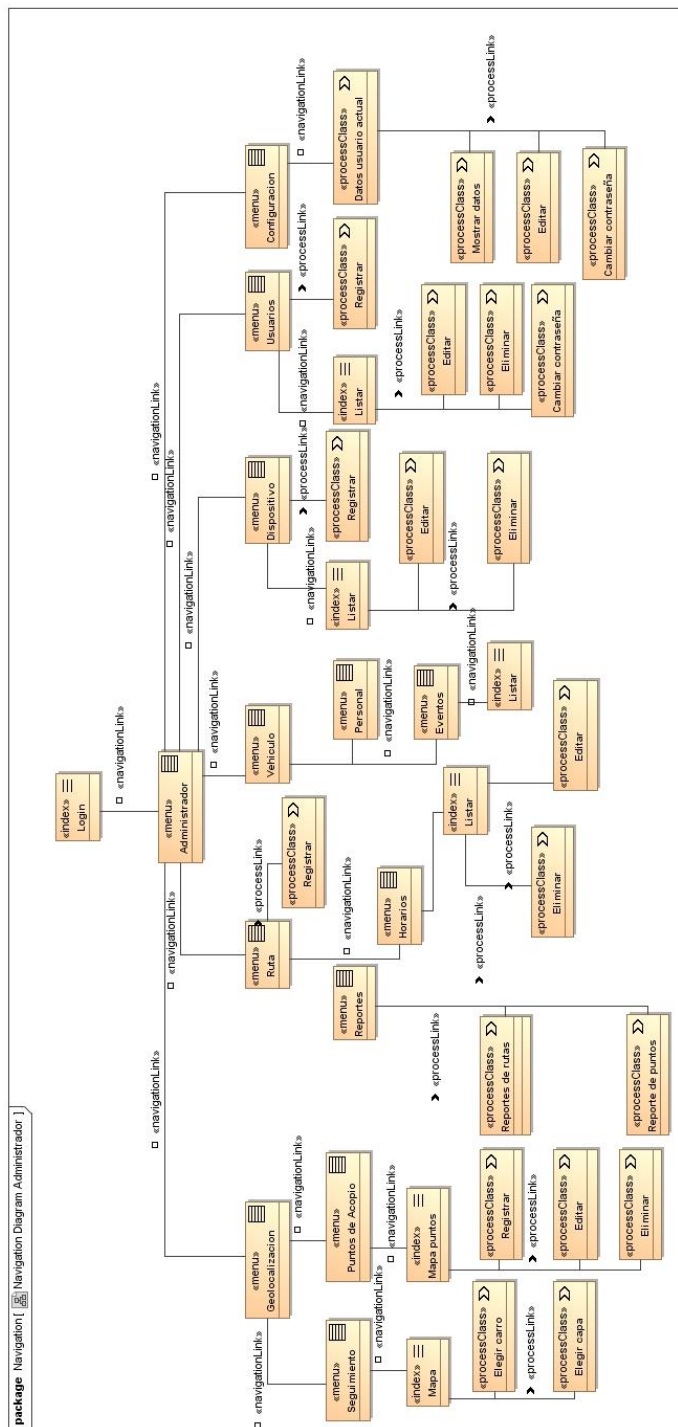 package Navigation [ Navigation Diagram Administrador ]
«index»
Login
«navigationLink»
«menu»
Administrador
«navigationLink»
«navigationLink»
«navigationLink»
«navigationLink»
«navigationLink»
«navigationLink»
«menu»
Geolocalizacion
«menu»
Ruta
«menu»
Vehiculo
«menu»
Dispositivo
«menu»
Usuarios
«menu»
Configuracion
«navigationLink»
«navigationLink»
«processLink»
«processClass»
Registrar
«navigationLink»
«navigationLink»
«processLink»
«navigationLink»
«processLink»
«navigationLink»
«menu»
Seguimiento
«menu»
Puntos de Acopio
«menu»
Reportes
«menu»
Personal
«index»
Listar
«processClass»
Registrar
«index»
Listar
«processClass»
Registrar
«processClass»
Datos usuario actual
«navigationLink»
«navigationLink»
«navigationLink»
«menu»
Horarios
«menu»
Eventos
«index»
Mapa
«index»
Mapa puntos
«processLink»
«processLink»
«navigationLink»
«processLink»
«processLink»
«processLink»
«processClass»
Editar
«processClass»
Editar
«processClass»
Mostrar datos
«index»
Listar
«index»
Listar
«processClass»
Elegir carro
«processClass»
Registrar
«processClass»
Reportes de rutas
«processLink»
«processClass»
Eliminar
«processClass»
Eliminar
«processClass»
Editar
«processLink»
«processLink»
«processClass»
Elegir capa
«processClass»
Editar
«processClass»
Eliminar
«processClass»
Editar
«processClass»
Cambiar contraseña
«processClass»
Cambiar contraseña
«processClass»
Eliminar
«processClass»
Reporte de puntos